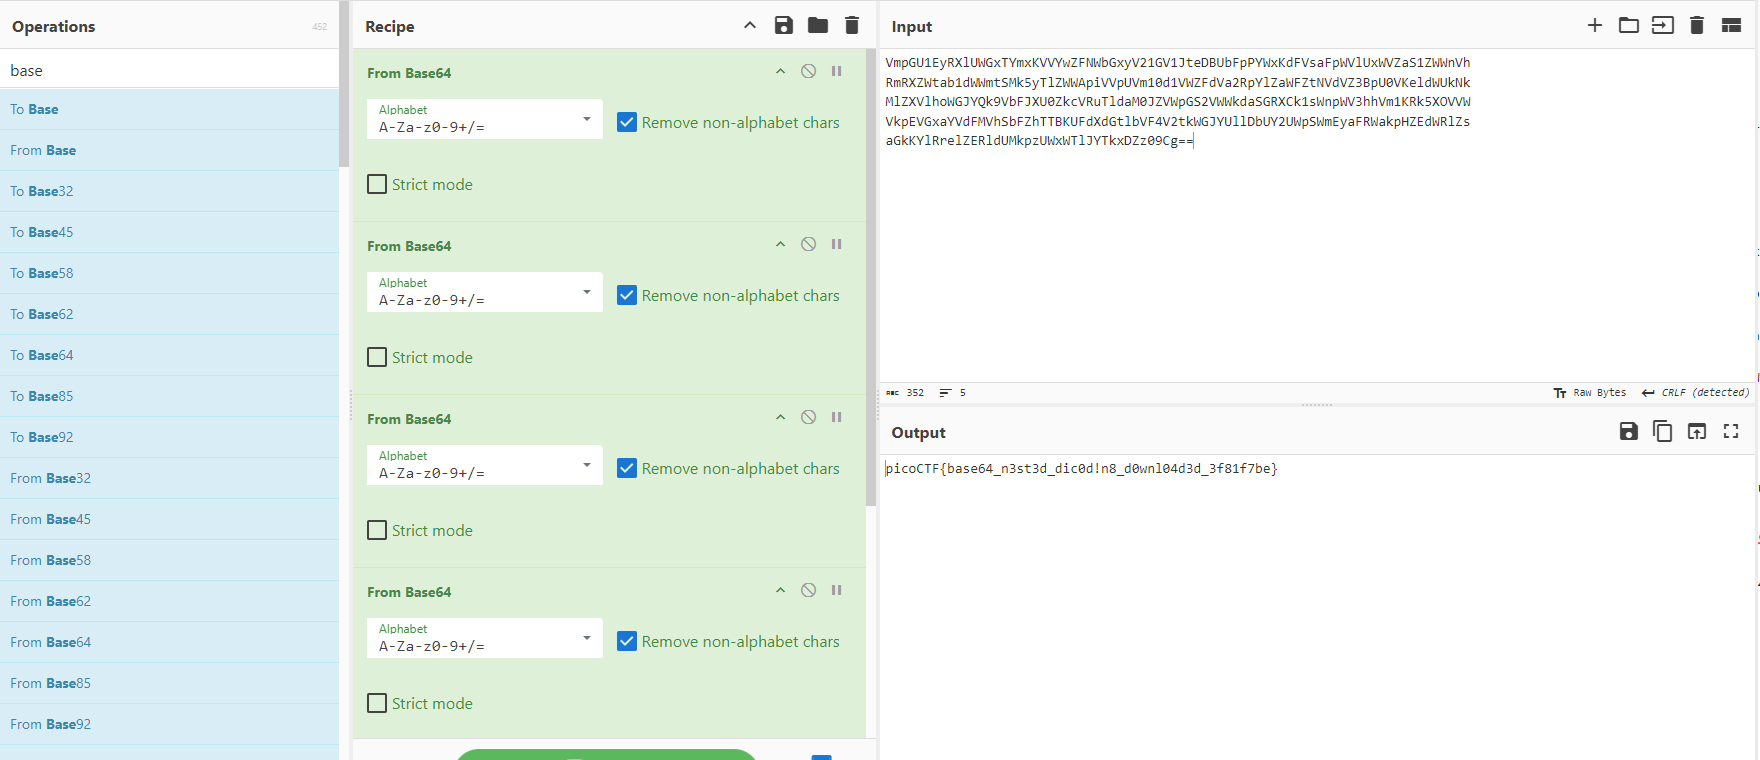 Operations
452
base
To Base
From Base
To Base32
To Base45
To Base58
To Base62
To Base64
To Base85
To Base92
From Base32
From Base45
From Base58
From Base62
From Base64
From Base85
From Base92
Recipe
From Base64
Alphabet
A-Za-z0-9+/=
Remove non-alphabet chars
Strict mode
From Base64
Alphabet
A-Za-z0-9+/=
Remove non-alphabet chars
Strict mode
From Base64
Alphabet
A-Za-z0-9+/=
Remove non-alphabet chars
Strict mode
From Base64
Alphabet
A-Za-z0-9+/=
Remove non-alphabet chars
Strict mode
Input
VmpGU1EyRXlUWGxTYmxKVVYwZFNWbGxyV21GV1JteDBUbFpPYWxKdFVsaFpWVlUxWVZaS1ZWWnVh
RmRXZWtab1dWWmtSMk5yTlZWWApiVVpUVm10d1VWZFdVa2RpYlZaWFZtNVdVZ3BpU0VKeldWUkNk
MlZXVlhoWGJYQk9VbFJXU0ZkcVRuTldaM0JZVWpGS2VWWkdaSGRXCk1sWnpWV3hhVm1KRk5XOVVW
VkpEVGxaYVdFMVhSbFZhTTBKUFdXdGtlbVF4V2tkWGJYUllDbUY2UWpSWmEyaFRWakpHZEdWRlZs
aGkKYlRrelZERldUMkpzUWxWTlJYTkxDZz09Cg==
ABC 352
5
Raw Bytes
CRLF (detected)
Output
picoCTF{base64_n3st3d_dic0d!n8_d0wnl04d3d_3f81f7be}